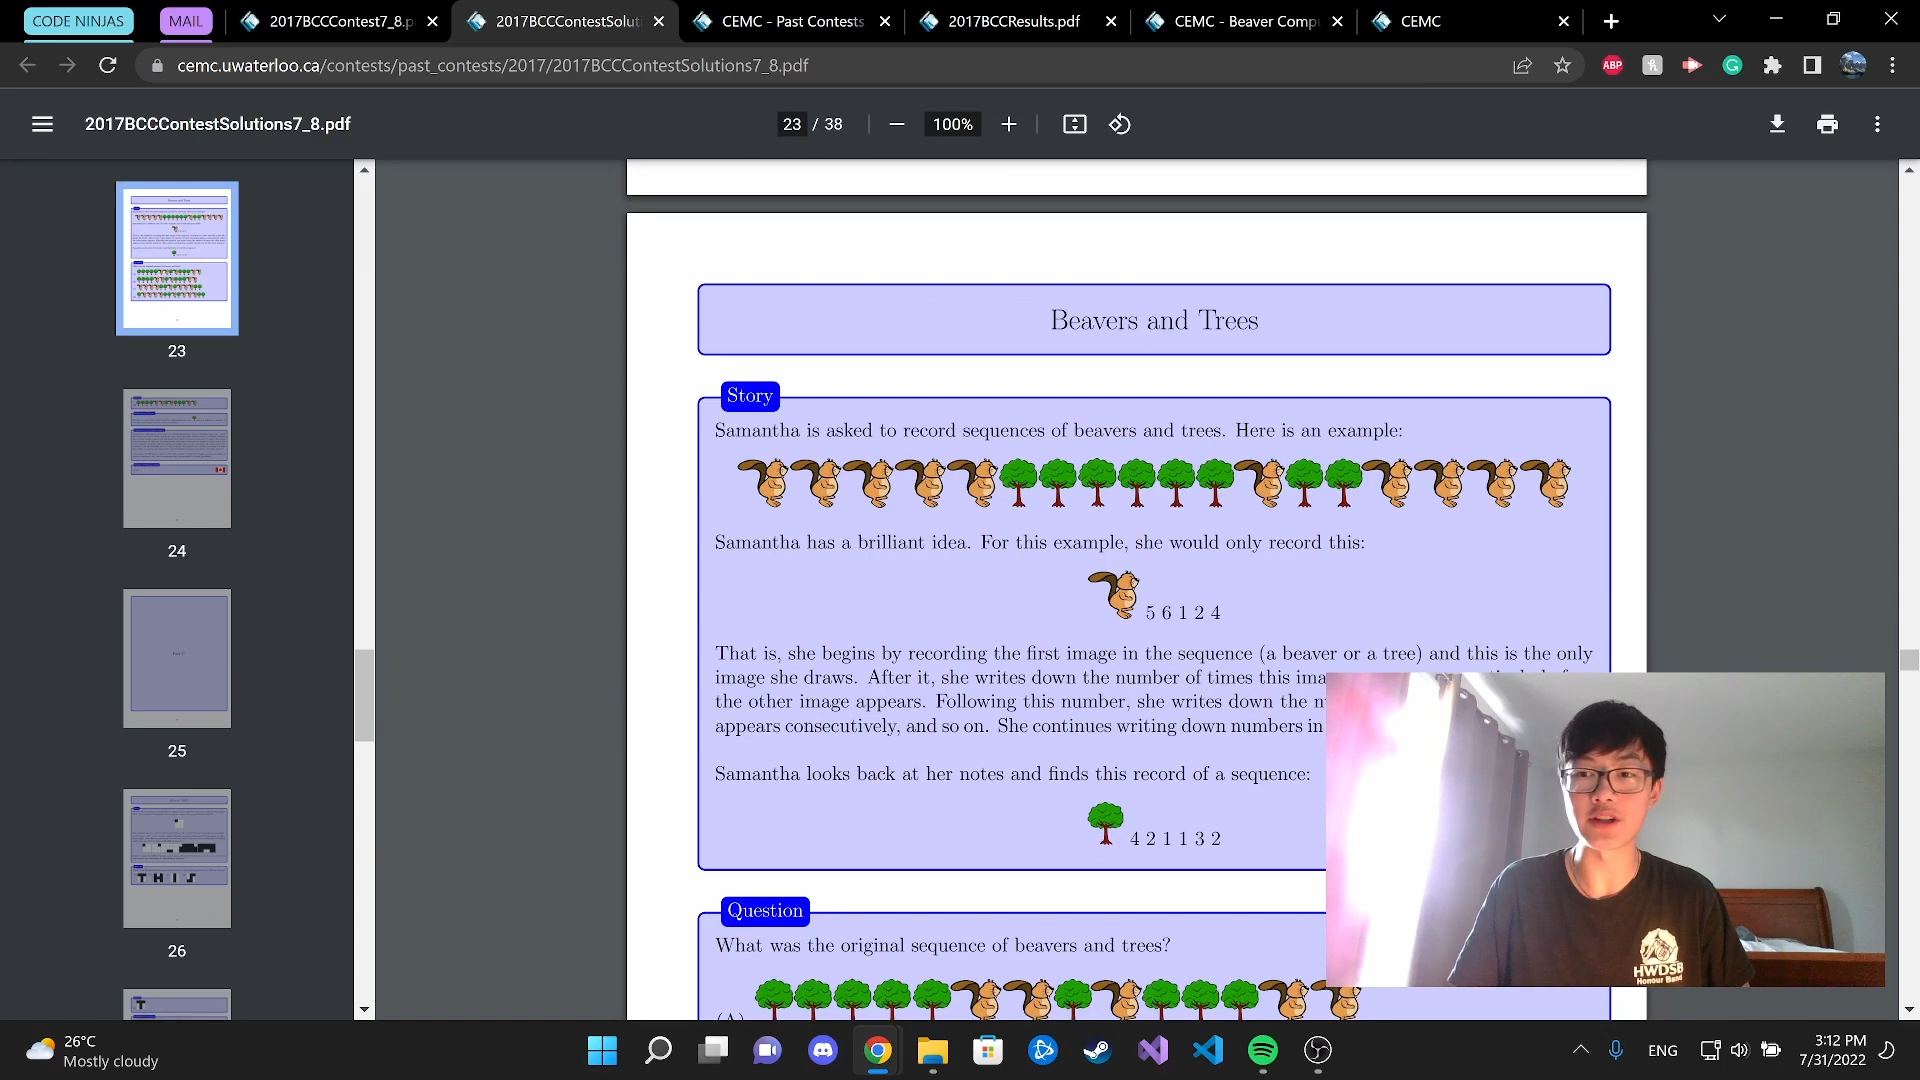 CODE NINJAS
MAIL
2017BCCContest7_8.p
2017BCCContestSoluti
CEMC - Past Contests
2017BCCResults.pdf
CEMC - Beaver Comp
CEMC
cemc.uwaterloo.ca/contests/past_contests/2017/2017BCCContestSolutions7_8.pdf
ABP
2017BCCContestSolutions7_8.pdf
23 / 38
100%
23
24
25
26
Beavers and Trees
Story
Samantha is asked to record sequences of beavers and trees. Here is an example:
Samantha has a brilliant idea. For this example, she would only record this:
5 6 1 2 4
That is, she begins by recording the first image in the sequence (a beaver or a tree) and this is the only
image she draws. After it, she writes down the number of times this ima
the other image appears. Following this number, she writes down the n
appears consecutively, and so on. She continues writing down numbers in
Samantha looks back at her notes and finds this record of a sequence:
4 2 1 1 3 2
Question
What was the original sequence of beavers and trees?
(A)
HWDSB
Honour Band
26°C
Mostly cloudy
ENG
3:12 PM
7/31/2022